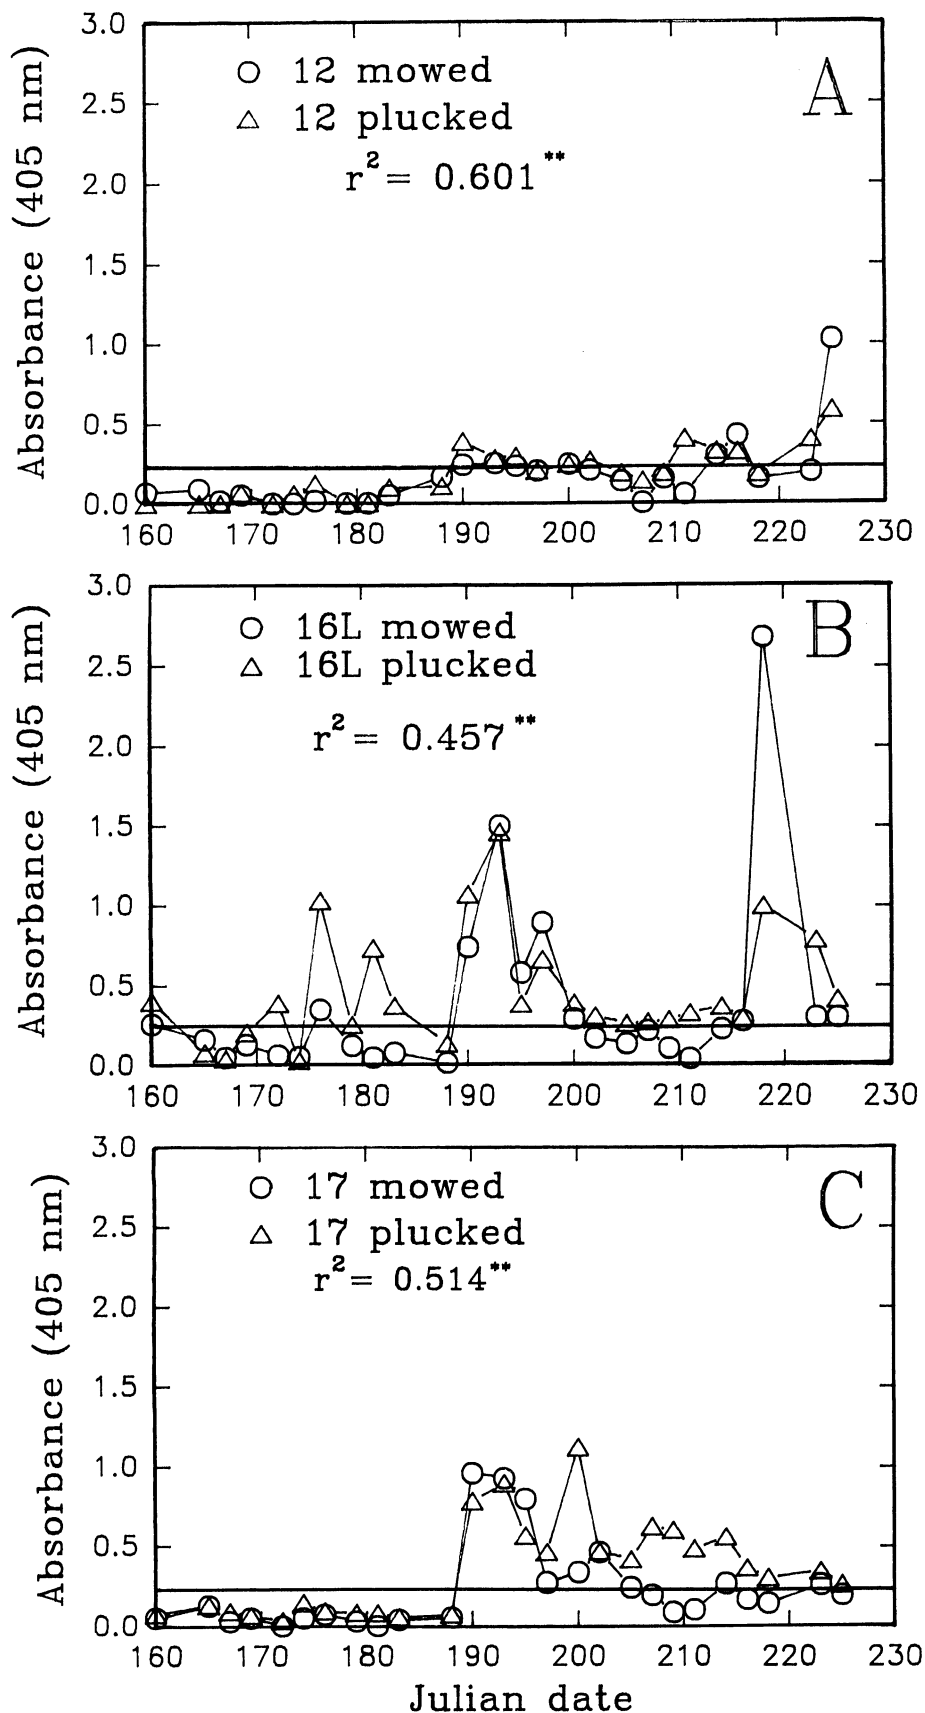 3.0
2.5
2.0
1.5
1.0
0.5
0.0
Absorbance (405 nm)
12 mowed
12 plucked
r² = 0.601**
A
160 170 180 190 200 210 220 230
3.0
2.5
2.0
1.5
1.0
0.5
0.0
Absorbance (405 nm)
16L mowed
16L plucked
r² = 0.457**
B
160 170 180 190 200 210 220 230
3.0
2.5
2.0
1.5
1.0
0.5
0.0
Absorbance (405 nm)
17 mowed
17 plucked
r² = 0.514**
C
160 170 180 190 200 210 220 230
Julian date